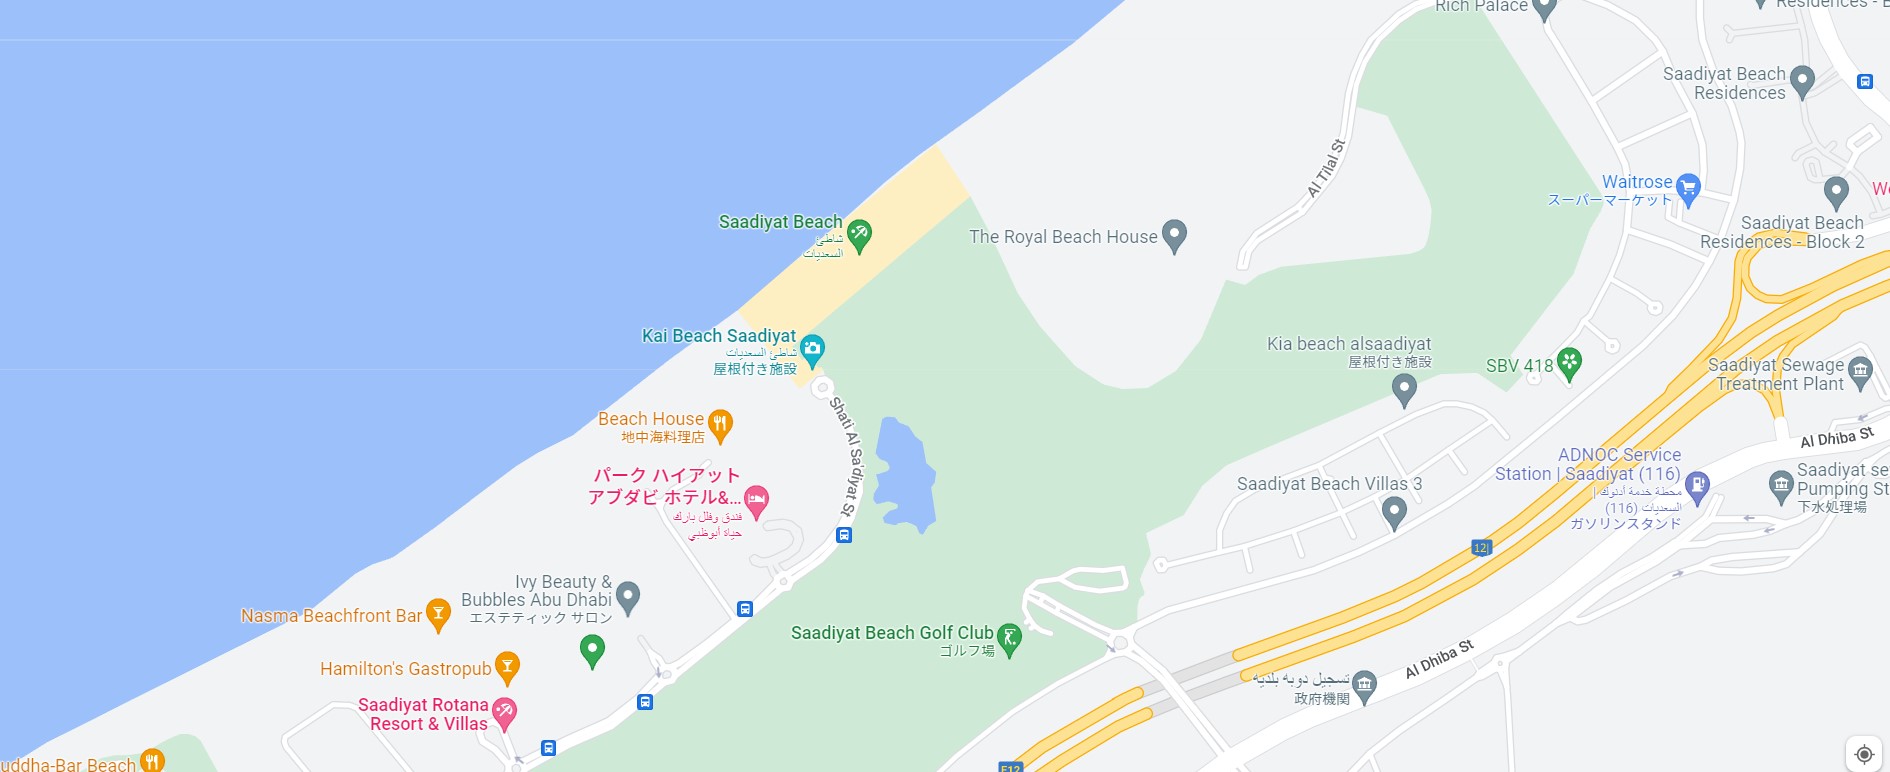 Rich Palace
Residences - B
Saadiyat Beach
Residences
Al Tilal St
Waitrose
スーパーマーケット
Saadiyat Beach
شاطئ
السعديات
The Royal Beach House
Saadiyat Beach
Residences - Block 2
Kai Beach Saadiyat
شاطئ السعديات
屋根付き施設
Kia beach alsaadiyat
屋根付き施設
SBV 418
Saadiyat Sewage
Treatment Plant
Beach House
地中海料理店
Shati Al Sa'diyat St
Al Dhiba St
パーク ハイアット
アブダビ ホテル&...
فندق وفلل بارك
حياة أبوظبي
ADNOC Service
Station | Saadiyat (116)
محطة خدمة أدنوك |
السعديات (116)
ガソリンスタンド
Saadiyat se
Pumping St
下水処理場
Saadiyat Beach Villas 3
12
Ivy Beauty &
Bubbles Abu Dhabi
エステティック サロン
Nasma Beachfront Bar
Saadiyat Beach Golf Club
ゴルフ場
Hamilton's Gastropub
Al Dhiba St
تسجيل دوبه بلديه
政府機関
Saadiyat Rotana
Resort & Villas
uddha-Bar Beach
E12